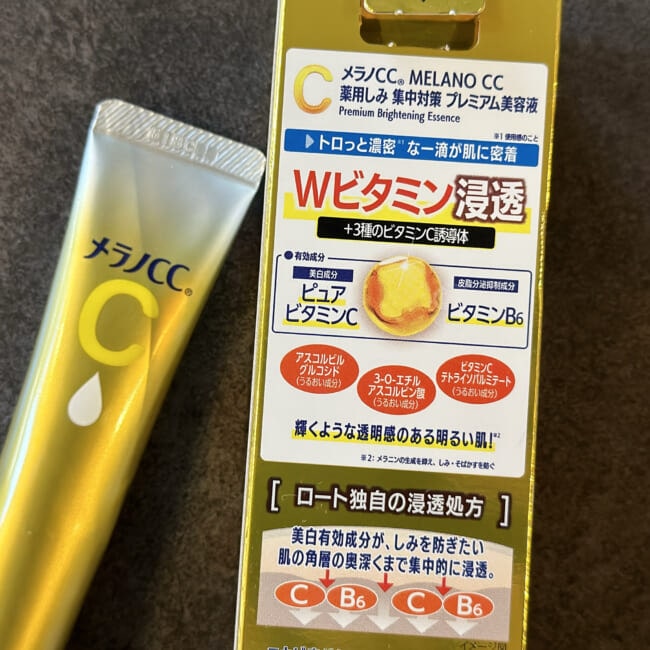 メラノCC®
C
C
メラノCC® MELANO CC
薬用しみ 集中対策 プレミアム美容液
Premium Brightening Essence
※1 使用感のこと
トロっと濃密※1な一滴が肌に密着
Wビタミン浸透
+3種のビタミンC誘導体
有効成分
美白成分
ピュア
ビタミンC
皮脂分泌抑制成分
ビタミンB6
アスコルビル
グルコシド
(うるおい成分)
3-O-エチル
アスコルビン酸
(うるおい成分)
ビタミンC
テトライソパルミテート
(うるおい成分)
輝くような透明感のある明るい肌!※2
※2:メラニンの生成を抑え、しみ・そばかすを防ぐ
[ ロート独自の浸透処方 ]
美白有効成分が、しみを防ぎたい
肌の角層の奥深くまで集中的に浸透。
C B6 C B6
イメージ図